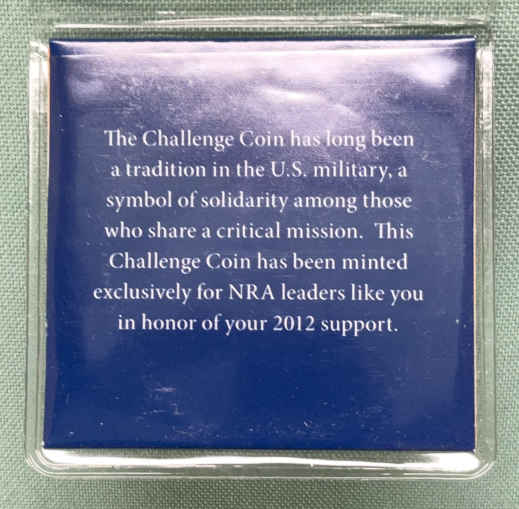 The Challenge Coin has long been
a tradition in the U.S. military, a
symbol of solidarity among those
who share a critical mission. This
Challenge Coin has been minted
exclusively for NRA leaders like you
in honor of your 2012 support.